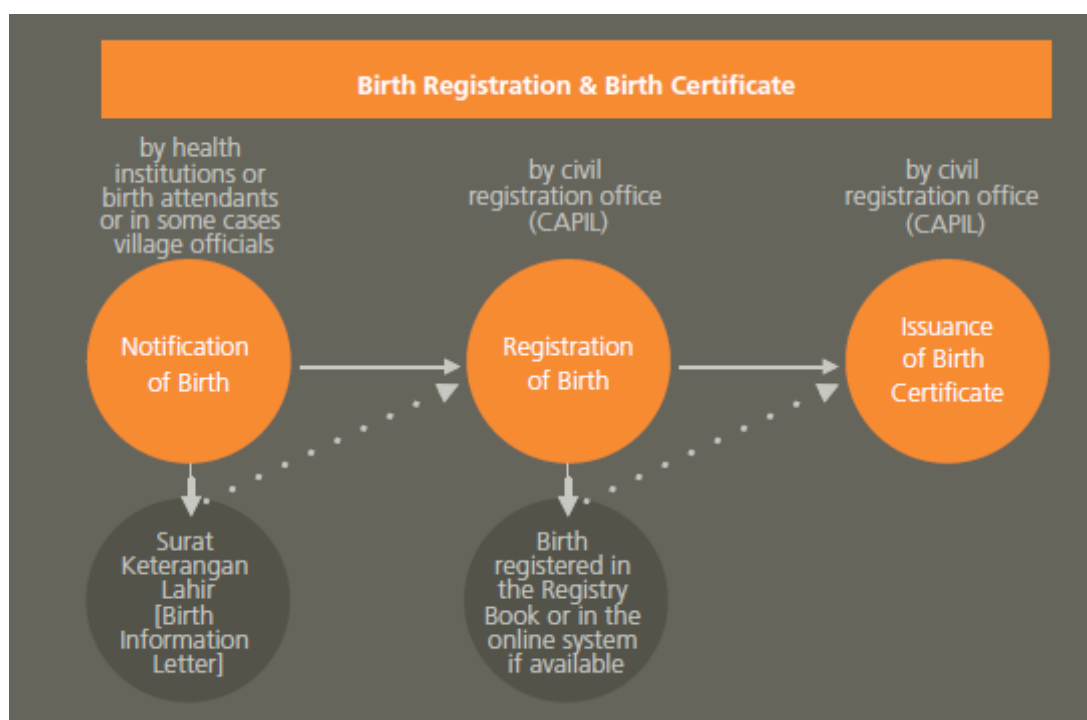 Birth Registration & Birth Certificate
by health
institutions or
birth attendants
or in some cases
village officials
by civil
registration office
(CAPIL)
by civil
registration office
(CAPIL)
Notification
of Birth
Registration
of Birth
Issuance
of Birth
Certificate
Surat
Keterangan
Lahir
[Birth
Information
Letter]
Birth
registered in
the Registry
Book or in the
online system
if available